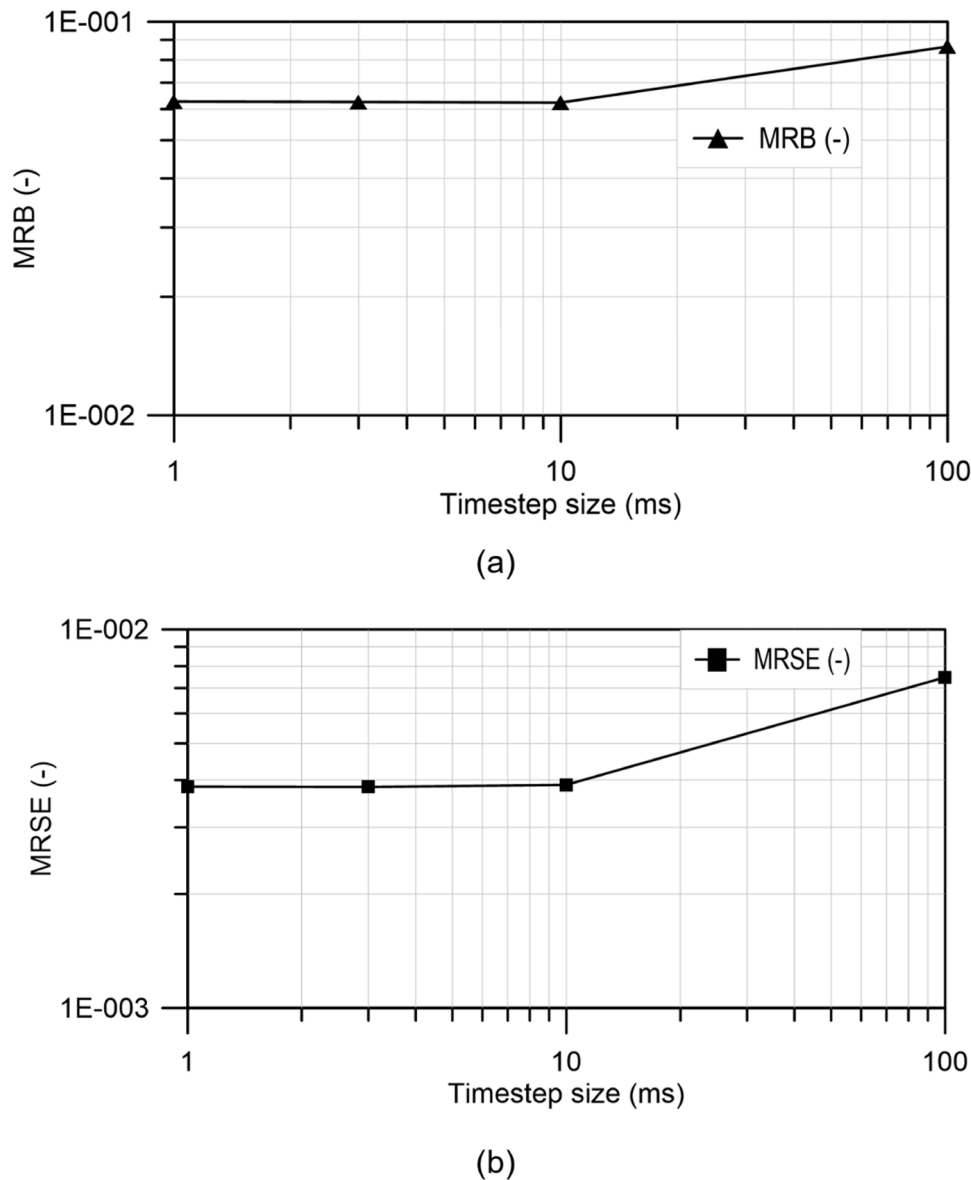 1E-001
MRB (-)
MRB (-)
1E-002
1 10 100
Timestep size (ms)
(a)
1E-002
MRSE (-)
MRSE (-)
1E-003
1 10 100
Timestep size (ms)
(b)